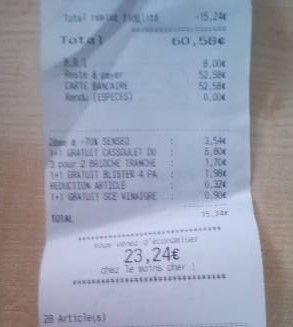 Total remise fidélité -15,24€
Total 60,58€
B.R.I 8,00€
Reste à payer 52,58€
CARTE BANCAIRE 52,58€
Rendu (ESPECES) 0,00€
2ème à -70% SENSEO : 3,54€
1+1 GRATUIT CASSOULET DU : 6,80€
3 pour 2 BRIOCHE TRANCHE : 1,70€
1+1 GRATUIT BLISTER 4 PA : 1,98€
REDUCTION ARTICLE : 0,32€
1+1 GRATUIT SCE VINAIGRE : 0,90€
TOTAL
vous venez d'économiser
23,24€
chez le moins cher !
28 Article(s)